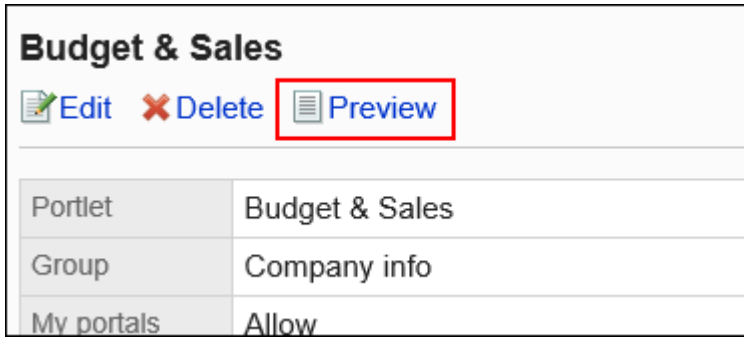 Budget & Sales
Edit Delete Preview
Portlet Budget & Sales
Group Company info
My portals Allow